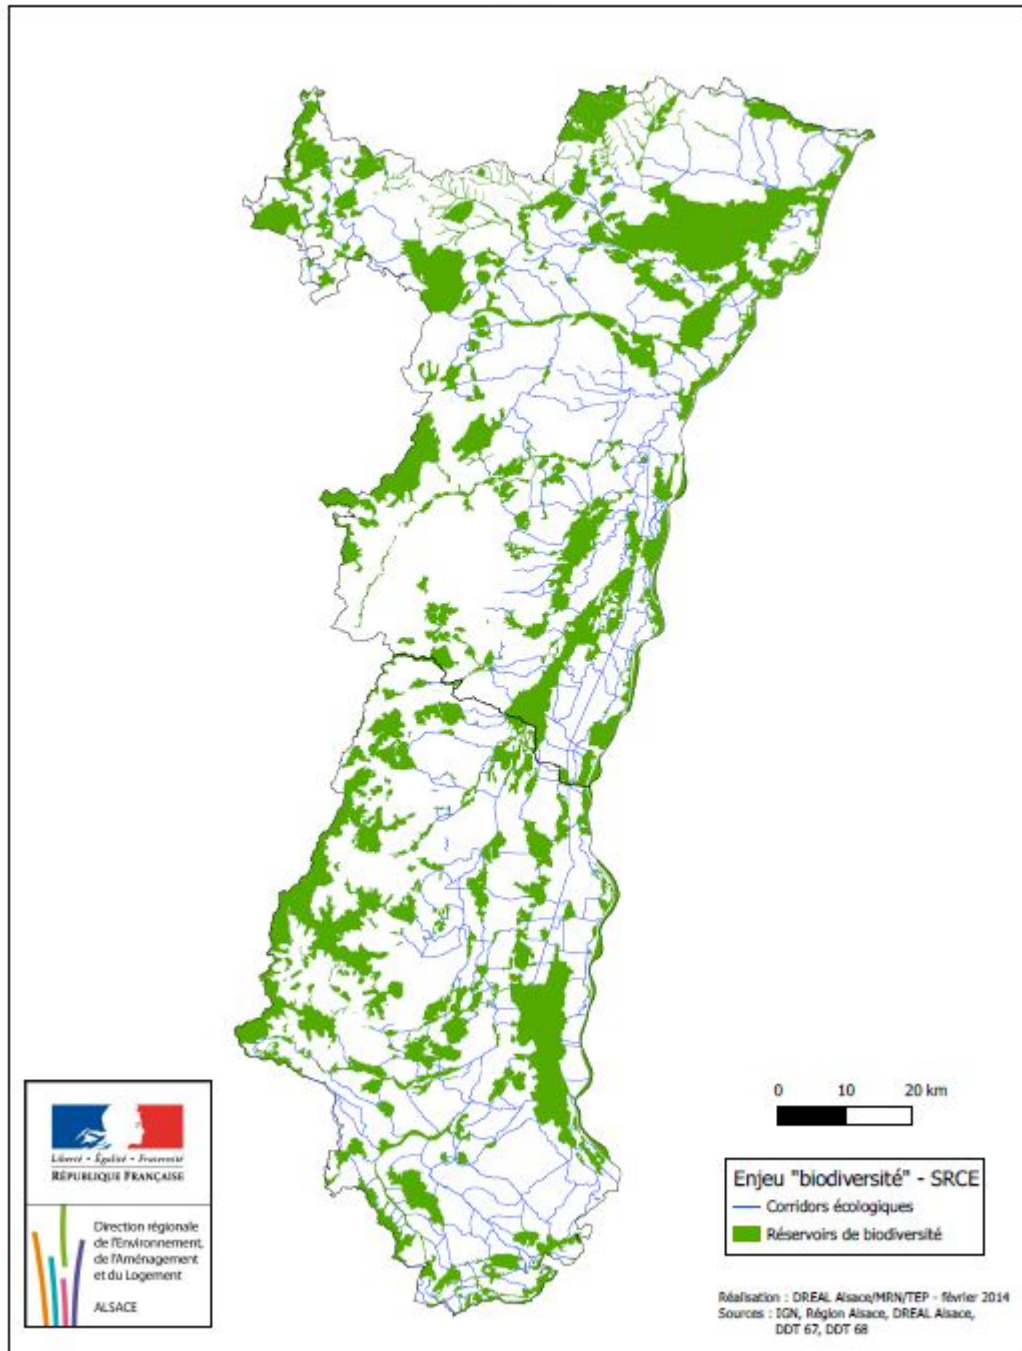 0 10 20 km
Enjeu "biodiversité" - SRCE
Corridors écologiques
Réservoirs de biodiversité
Liberté • Égalité • Fraternité
RÉPUBLIQUE FRANÇAISE
Direction régionale
de l'Environnement,
de l'Aménagement
et du Logement
ALSACE
Réalisation : DREAL Alsace/MRN/TEP - février 2014
Sources : IGN, Région Alsace, DREAL Alsace,
DDT 67, DDT 68